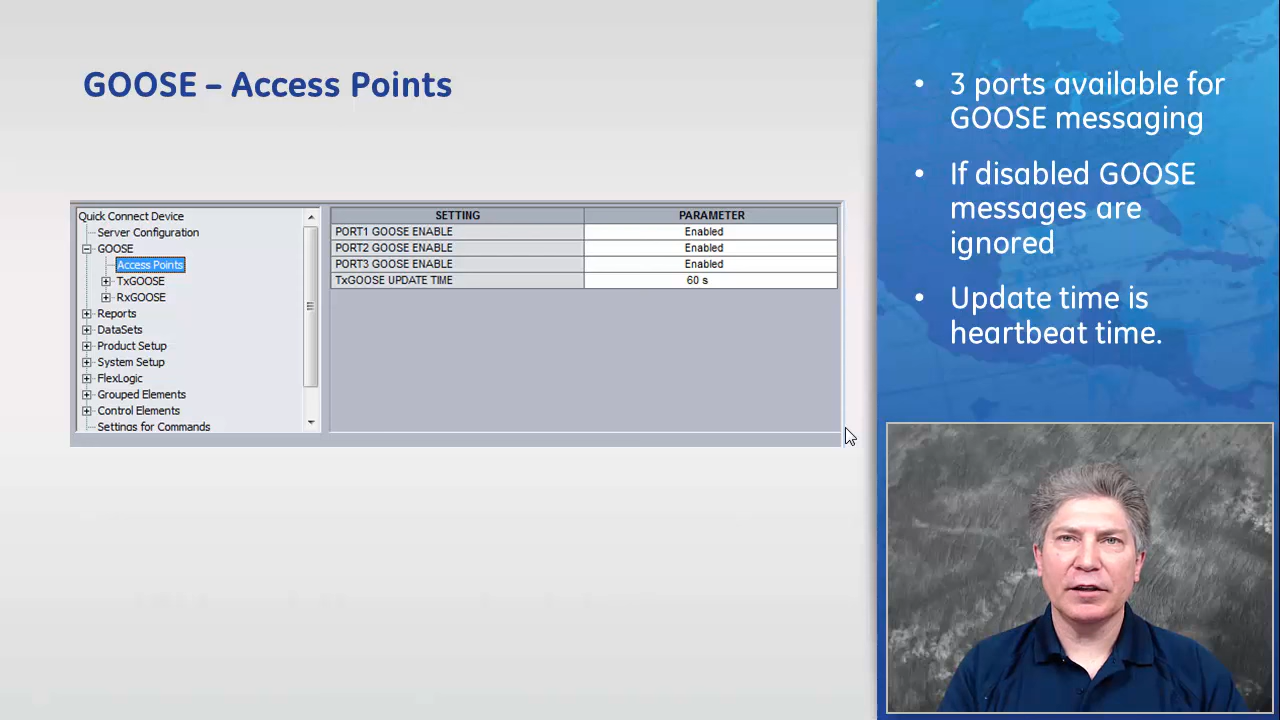 GOOSE – Access Points
Quick Connect Device
Server Configuration
GOOSE
Access Points
TxGOOSE
RxGOOSE
Reports
DataSets
Product Setup
System Setup
FlexLogic
Grouped Elements
Control Elements
Settings for Commands
SETTING PARAMETER
PORT1 GOOSE ENABLE Enabled
PORT2 GOOSE ENABLE Enabled
PORT3 GOOSE ENABLE Enabled
TxGOOSE UPDATE TIME 60 s
• 3 ports available for
GOOSE messaging
• If disabled GOOSE
messages are
ignored
• Update time is
heartbeat time.